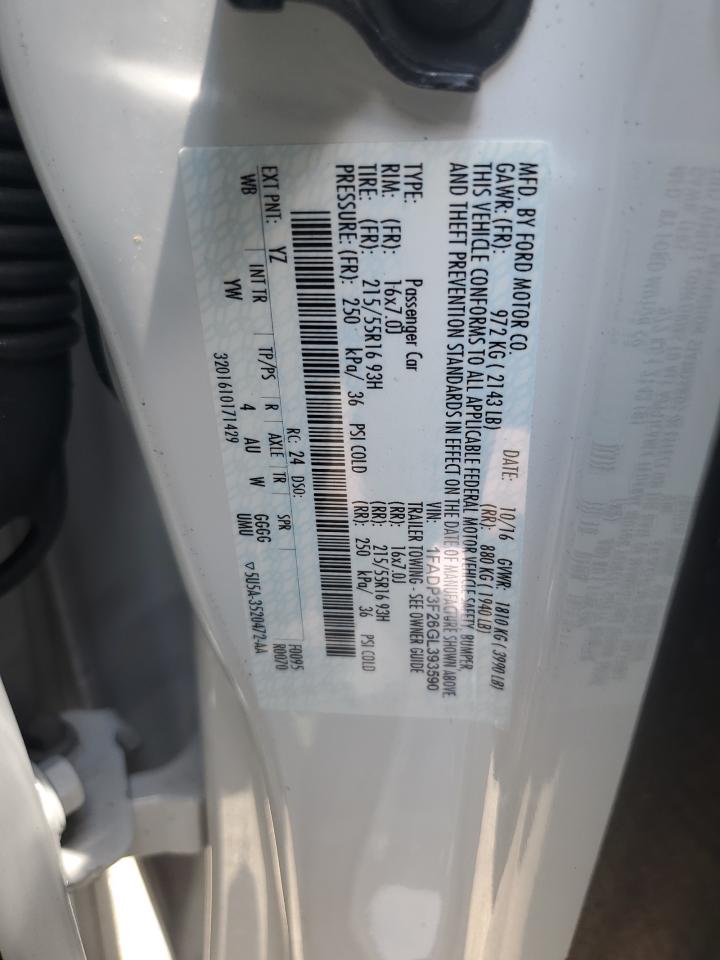 MFD. BY FORD MOTOR CO. DATE: 10/16 GVWR: 1810 KG ( 3990 LB)
GAWR: (FR): 972 KG ( 2143 LB) (RR): 880 KG ( 1940 LB)
THIS VEHICLE CONFORMS TO ALL APPLICABLE FEDERAL MOTOR VEHICLE SAFETY, BUMPER,
AND THEFT PREVENTION STANDARDS IN EFFECT ON THE DATE OF MANUFACTURE SHOWN ABOVE.
VIN: 1FADP3F26GL393590
TYPE: Passenger Car TRAILER TOWING - SEE OWNER GUIDE
RIM: (FR): 16x7.0J (RR): 16x7.0J
TIRE: (FR): 215/55R16 93H (RR): 215/55R16 93H
PRESSURE: (FR): 250 kPa/ 36 PSI COLD (RR): 250 kPa/ 36 PSI COLD
RC: 24 DSO: F0095
EXT PNT: YZ R0070
INT TR TP/PS R AXLE TR SPR
WB YW 4 AU W GGGG
UMU
3201610171429 ▽5U5A-3520472-AA